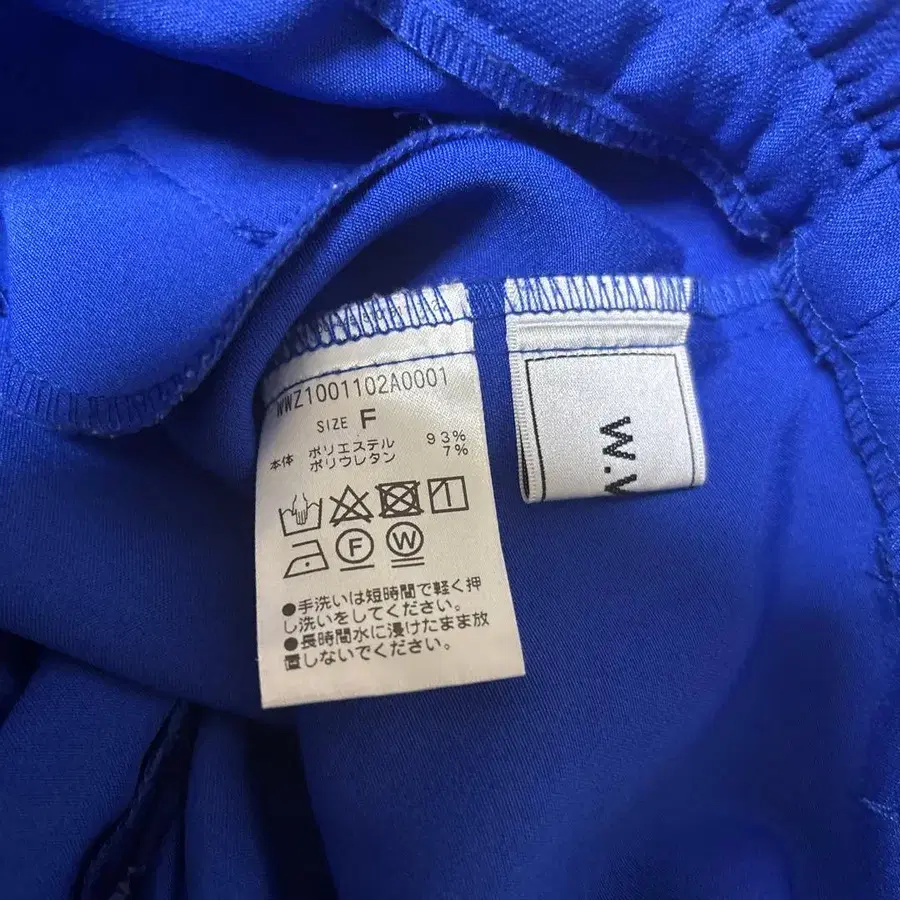 WWZ1001102A0001
SIZE F
本体 ポリエステル 93%
ポリウレタン 7%
F W
●手洗いは短時間で軽く押
し洗いをしてください。
●長時間水に浸けたまま放
置しないでください。
W.